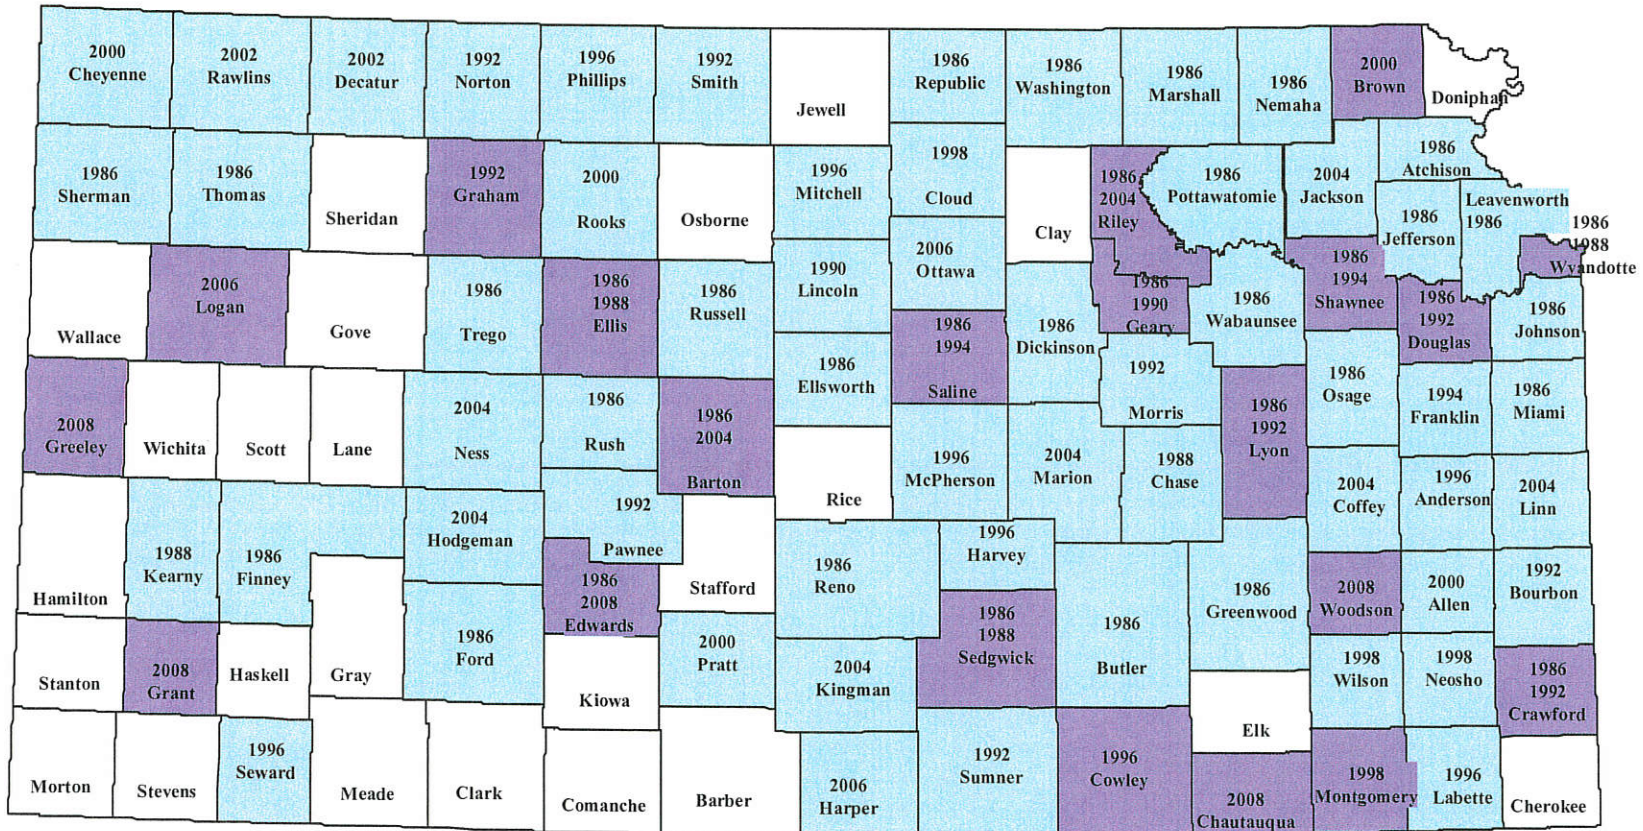 2000
Cheyenne
2002
Rawlins
2002
Decatur
1992
Norton
1996
Phillips
1992
Smith
Jewell
1986
Republic
1986
Washington
1986
Marshall
1986
Nemaha
2000
Brown
Doniphan
1986
Sherman
1986
Thomas
Sheridan
1992
Graham
2000
Rooks
Osborne
1996
Mitchell
1998
Cloud
Clay
1986
2004
Riley
1986
Pottawatomie
2004
Jackson
1986
Atchison
1986
Jefferson
Leavenworth
1986
1986
1988
Wyandotte
Wallace
2006
Logan
Gove
1986
Trego
1986
1988
Ellis
1986
Russell
1990
Lincoln
2006
Ottawa
1986
Dickinson
1986
1990
Geary
1986
Wabaunsee
1986
1994
Shawnee
1986
1992
Douglas
1986
Johnson
1986
Ellsworth
1986
1994
Saline
1992
Morris
1986
1992
Lyon
1986
Osage
1994
Franklin
1986
Miami
2008
Greeley
Wichita
Scott
Lane
2004
Ness
1986
Rush
1986
2004
Barton
Rice
1996
McPherson
2004
Marion
1988
Chase
2004
Coffey
1996
Anderson
2004
Linn
Hamilton
1988
Kearny
1986
Finney
2004
Hodgeman
1992
Pawnee
Stafford
1986
Reno
1996
Harvey
1986
Butler
1986
Greenwood
2008
Woodson
2000
Allen
1992
Bourbon
Stanton
2008
Grant
Haskell
Gray
1986
Ford
1986
2008
Edwards
Kiowa
2000
Pratt
2004
Kingman
1986
1988
Sedgwick
Elk
1998
Wilson
1998
Neosho
1986
1992
Crawford
Morton
Stevens
1996
Seward
Meade
Clark
Comanche
Barber
2006
Harper
1992
Sumner
1996
Cowley
2008
Chautauqua
1998
Montgomery
1996
Labette
Cherokee